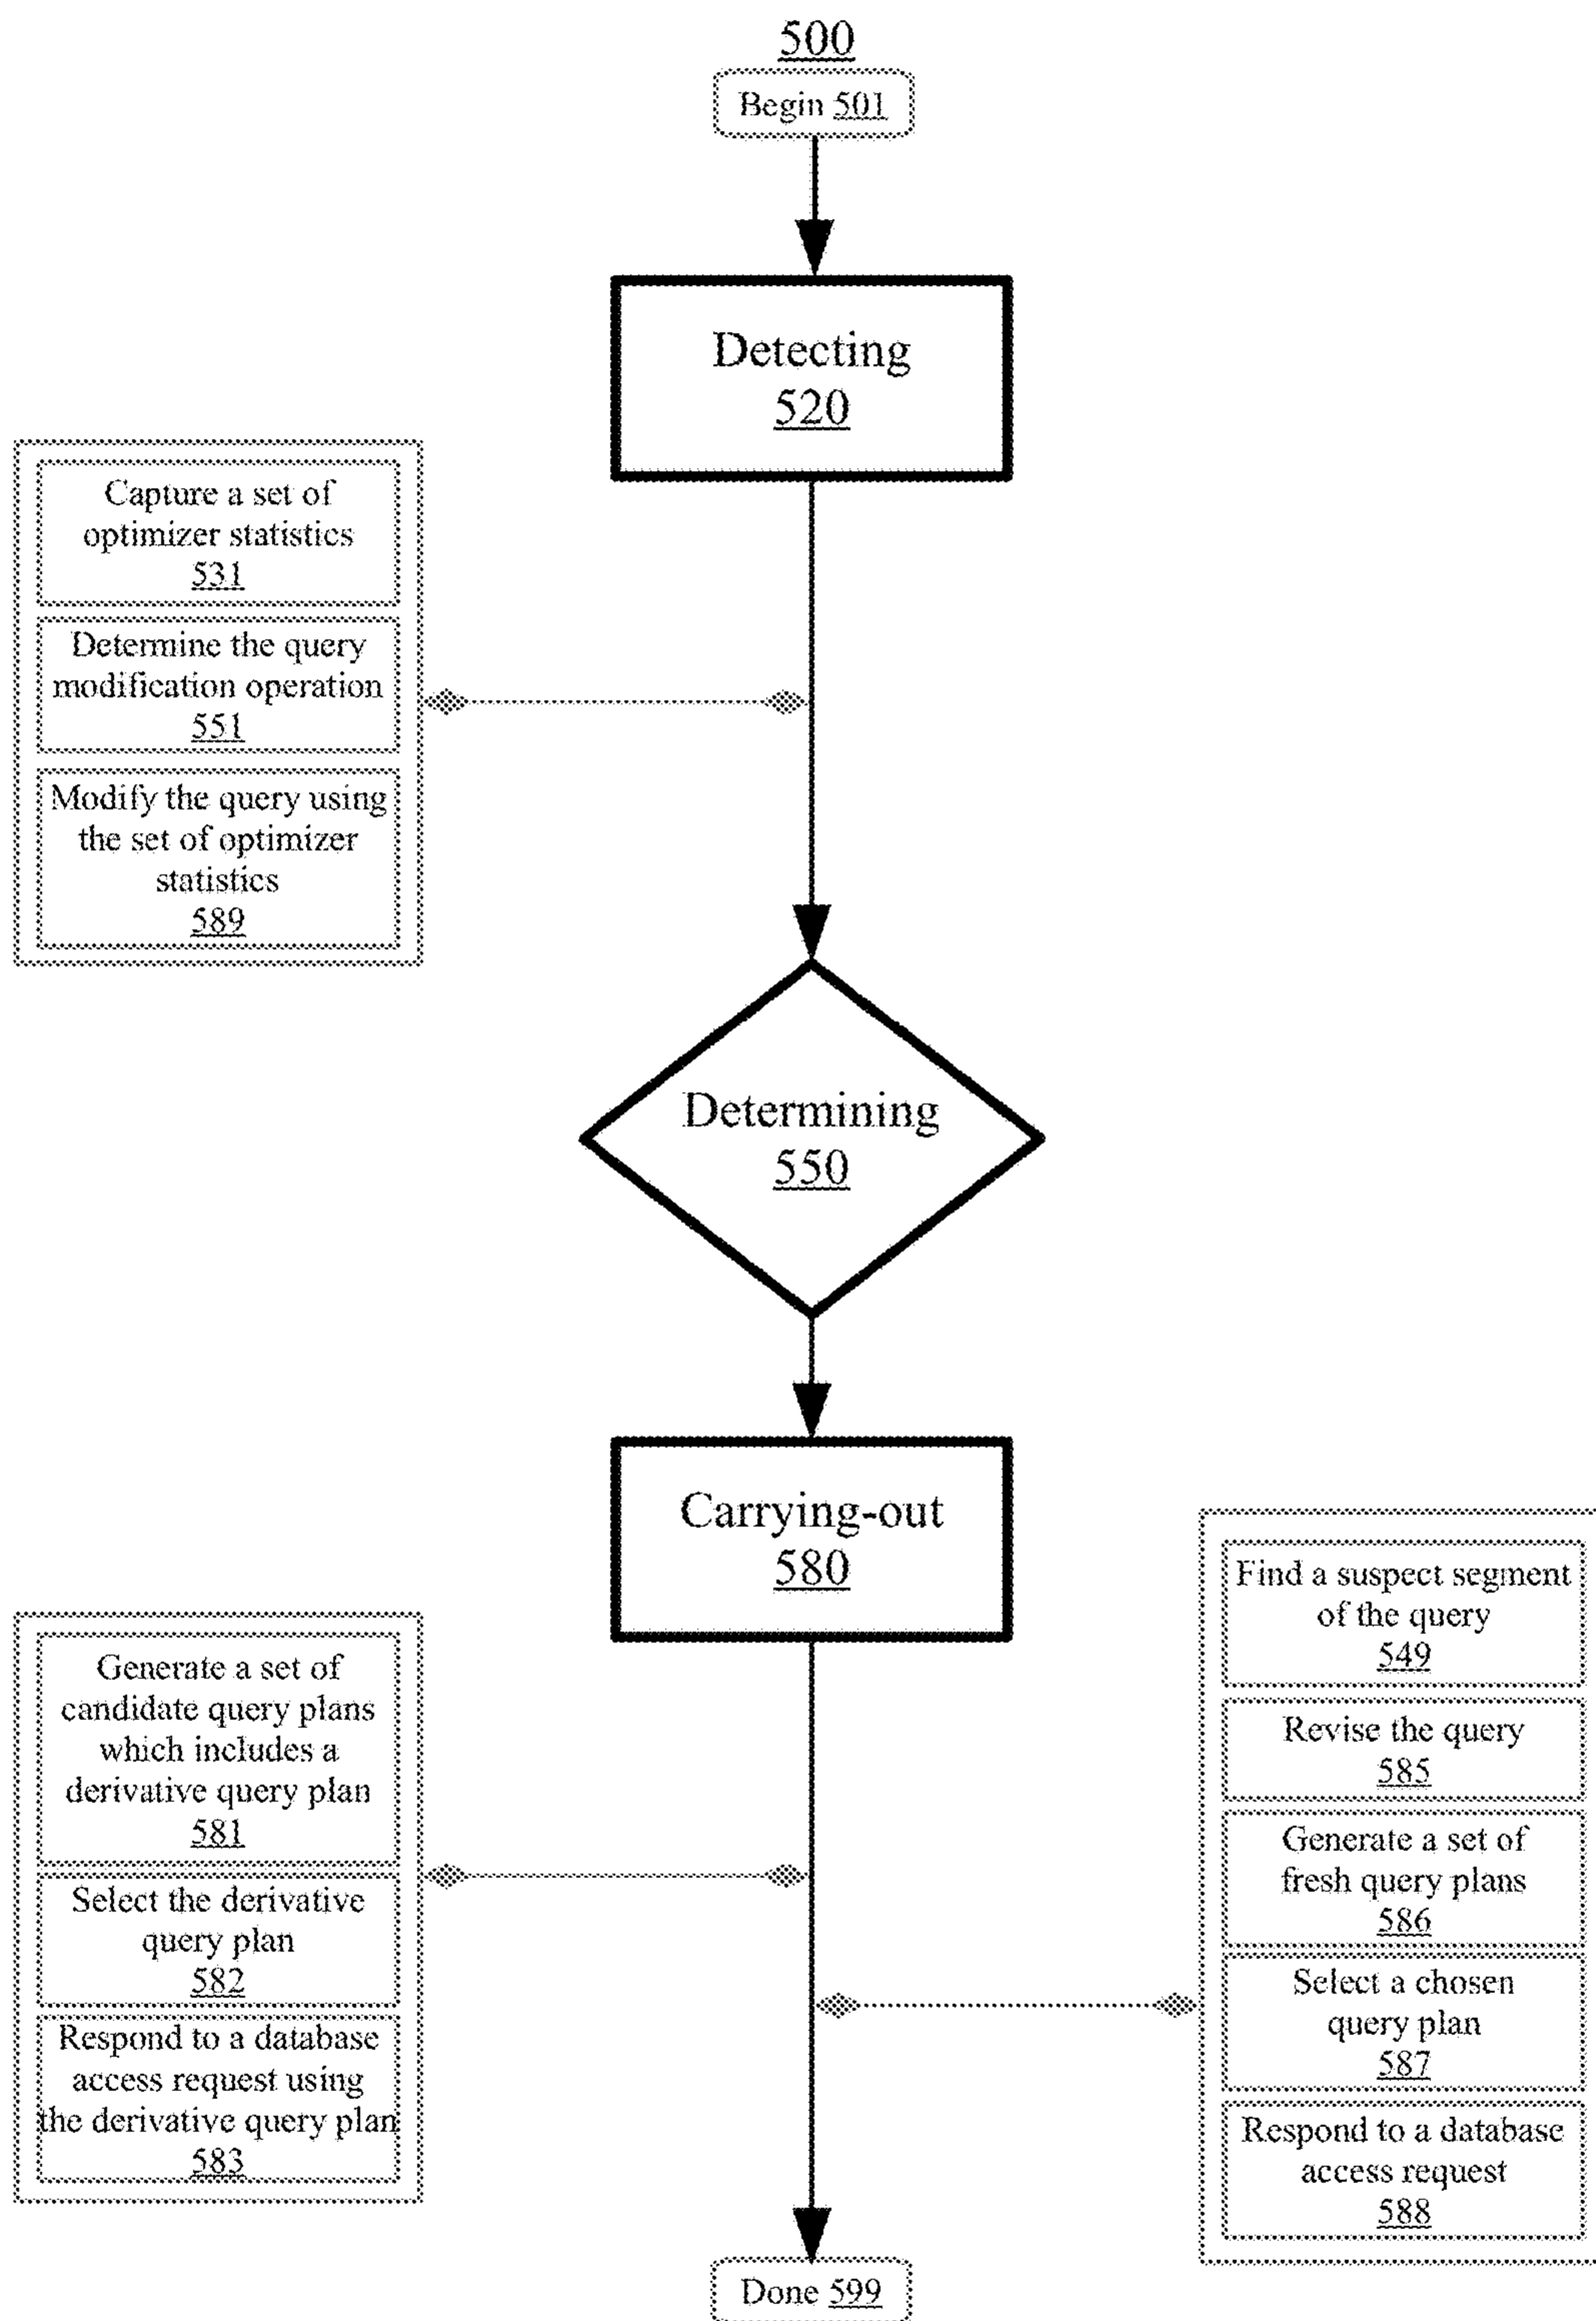 500
Begin 501
Detecting
520
Capture a set of
optimizer statistics
531
Determine the query
modification operation
551
Modify the query using
the set of optimizer
statistics
589
Determining
550
Carrying-out
580
Generate a set of
candidate query plans
which includes a
derivative query plan
581
Select the derivative
query plan
582
Respond to a database
access request using
the derivative query plan
583
Find a suspect segment
of the query
549
Revise the query
585
Generate a set of
fresh query plans
586
Select a chosen
query plan
587
Respond to a database
access request
588
Done 599